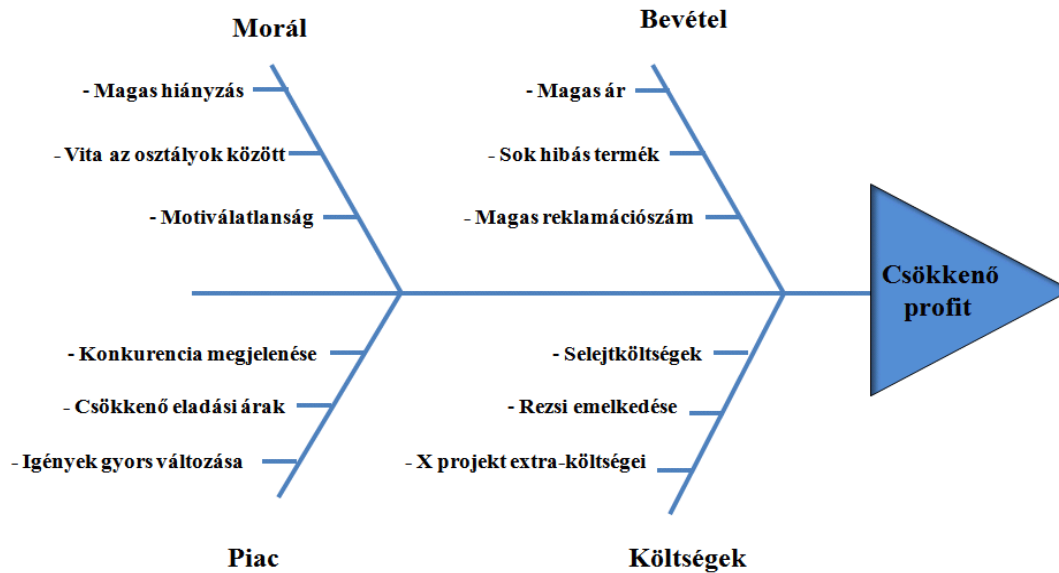 Morál
- Magas hiányzás
- Vita az osztályok között
- Motiválatlanság
Bevétel
- Magas ár
- Sok hibás termék
- Magas reklamációszám
Csökkenő
profit
- Konkurencia megjelenése
- Csökkenő eladási árak
- Igények gyors változása
Piac
- Selejtköltségek
- Rezsi emelkedése
- X projekt extra-költségei
Költségek